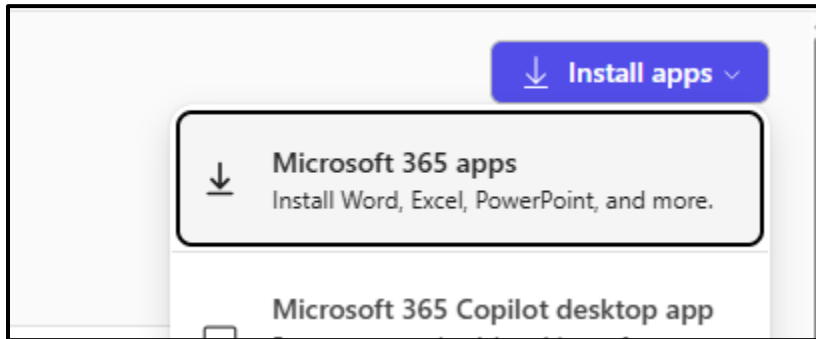 Install apps
Microsoft 365 apps
Install Word, Excel, PowerPoint, and more.
Microsoft 365 Copilot desktop app